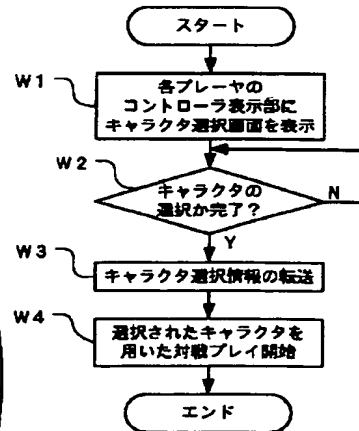 スタート
W1
各プレーヤの
コントローラ表示部に
キャラクタ選択画面を表示
W2
キャラクタの
選択か完了？
N
Y
W3
キャラクタ選択情報の転送
W4
選択されたキャラクタを
用いた対戦プレイ開始
エンド